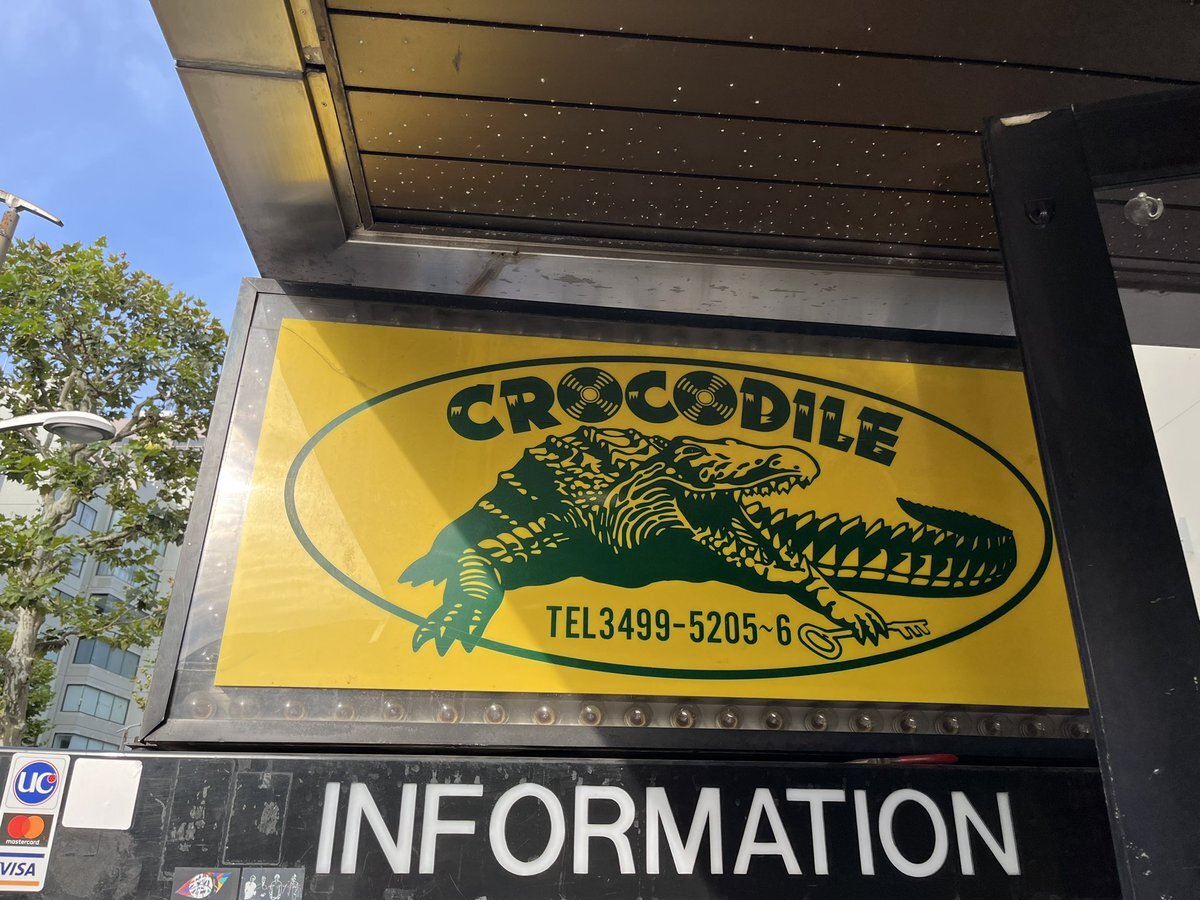 CROCODILE
TEL3499-5205~6
INFORMATION
UC
mastercard
VISA